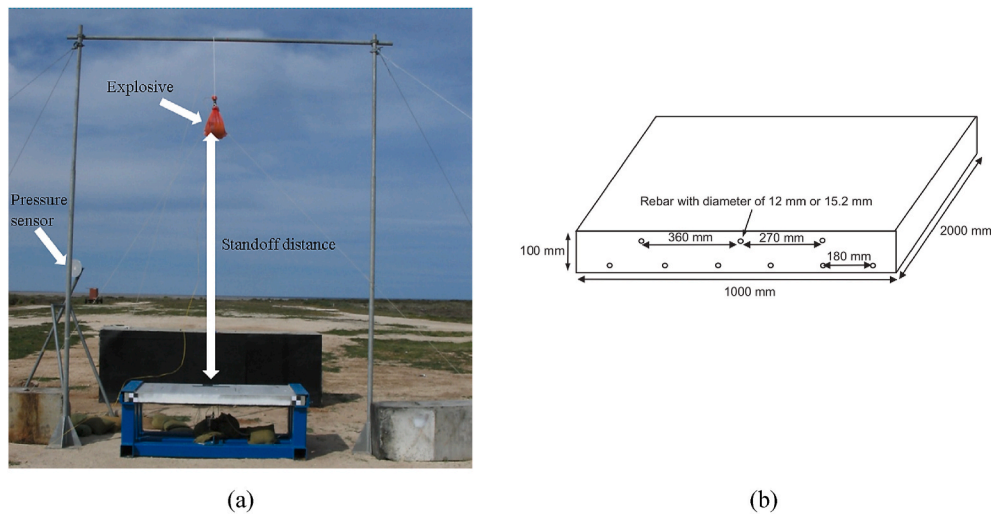 Explosive
Pressure
sensor
Standoff distance
(a)
Rebar with diameter of 12 mm or 15.2 mm
360 mm
270 mm
100 mm
180 mm
2000 mm
1000 mm
(b)